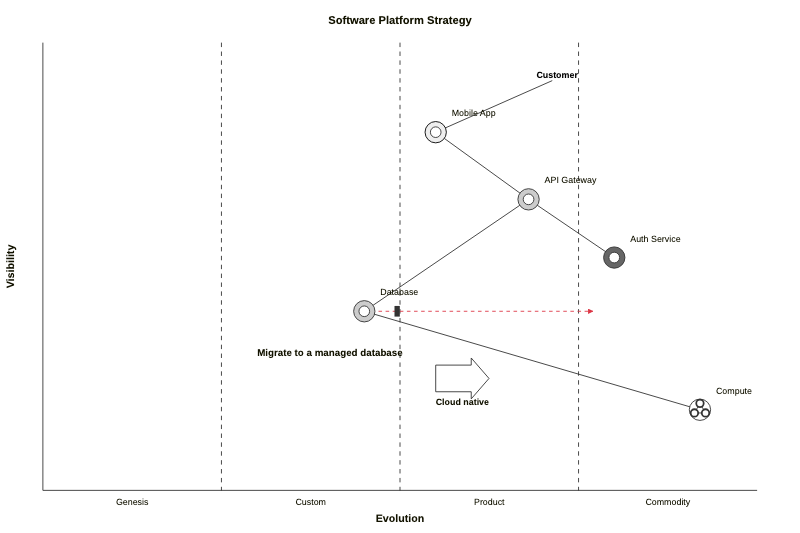 Software Platform Strategy
Customer
Mobile App
API Gateway
Auth Service
Database
Migrate to a managed database
Cloud native
Compute
Visibility
Genesis
Custom
Product
Commodity
Evolution